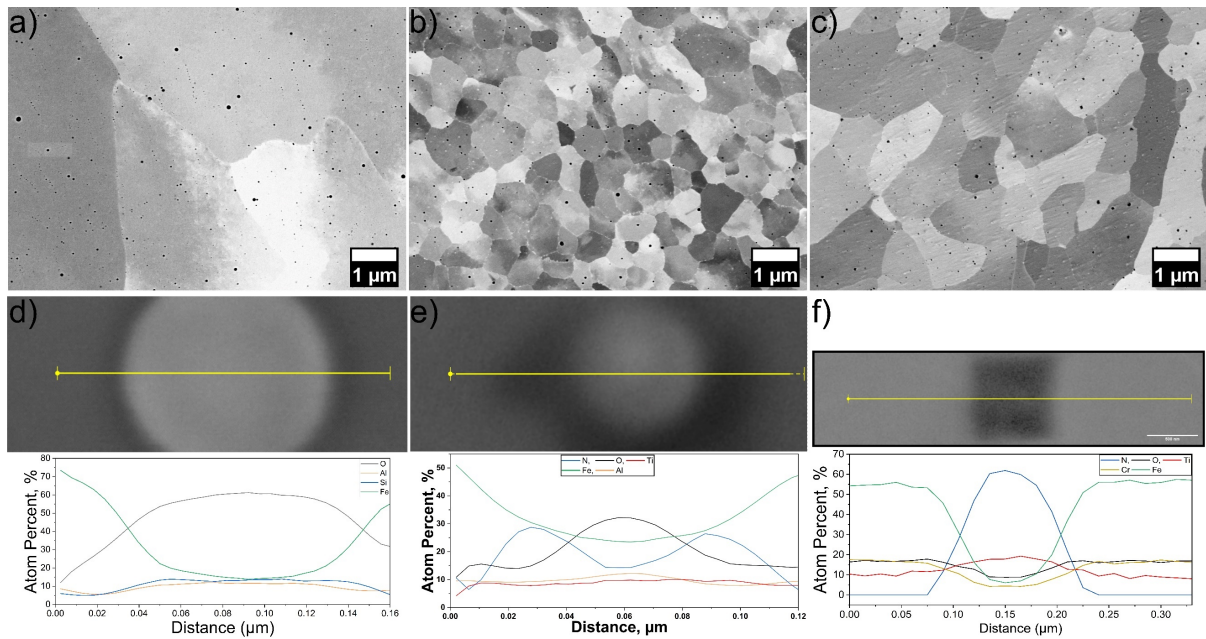 a)
b)
c)
1 µm
1 µm
1 µm
d)
e)
f)
Atom Percent, %
80
70
60
50
40
30
20
10
0
O
Al
Si
Fe
0.00 0.02 0.04 0.06 0.08 0.10 0.12 0.14 0.16
Distance (µm)
Atom Percent, %
50
40
30
20
10
0
N, O, Ti
Fe, Al
0.00 0.02 0.04 0.06 0.08 0.10 0.12
Distance, µm
Atom Percent, %
70
60
50
40
30
20
10
0
N, O, Ti
Cr Fe
0.00 0.05 0.10 0.15 0.20 0.25 0.30
Distance (µm)